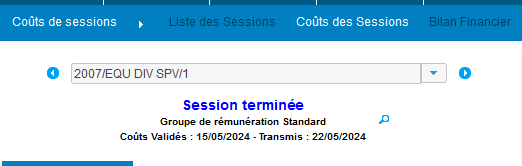 Coûts de sessions Liste des Sessions Coûts des Sessions Bilan Financier
2007/EQU DIV SPV/1
Session terminée
Groupe de rémunération Standard
Coûts Validés : 15/05/2024 - Transmis : 22/05/2024